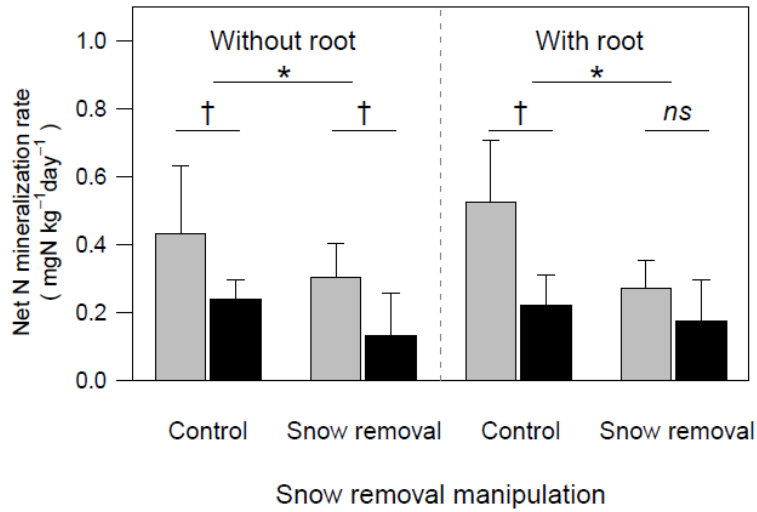 Without root
With root
*
*
†
†
†
ns
1.0
0.8
0.6
0.4
0.2
0.0
Net N mineralization rate
( mgN kg⁻¹day⁻¹ )
Control
Snow removal
Control
Snow removal
Snow removal manipulation